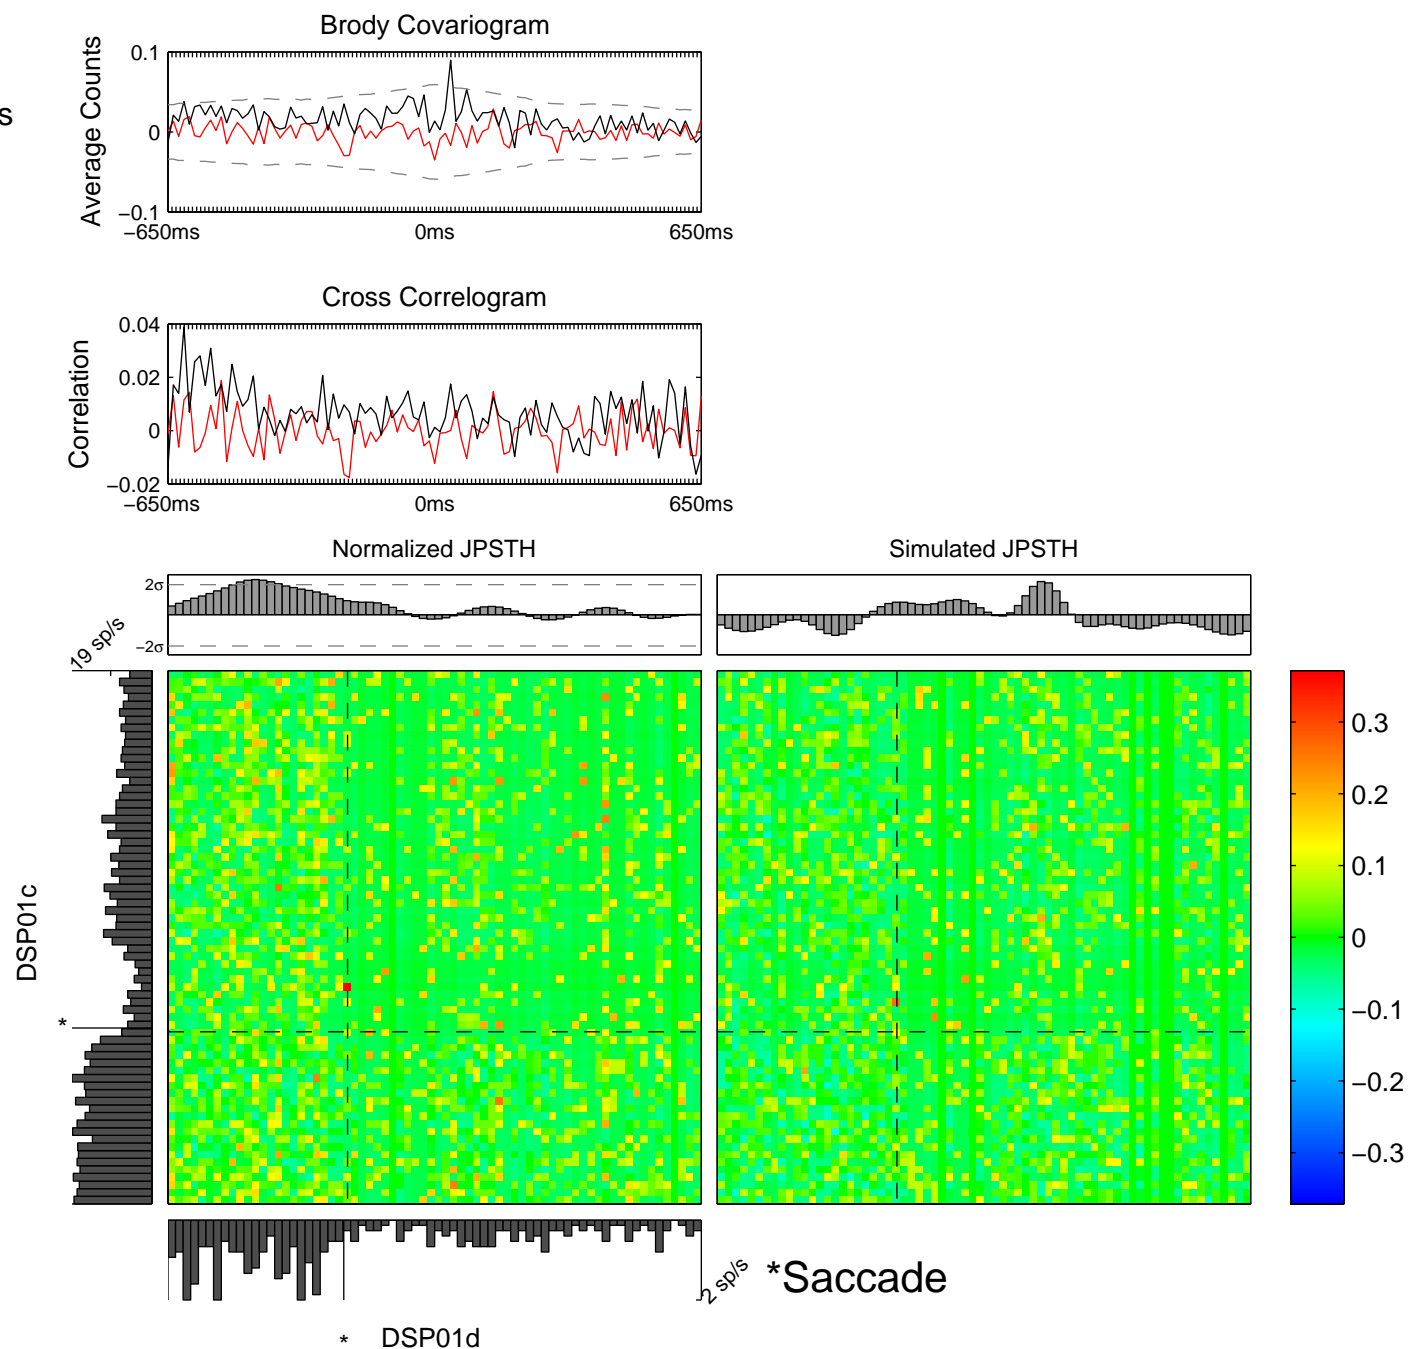 Brody Covariogram
s
Average Counts
0.1
0
−0.1
−650ms
0ms
650ms
Cross Correlogram
Correlation
0.04
0.02
0
−0.02
−650ms
0ms
650ms
Normalized JPSTH
Simulated JPSTH
2σ
−2σ
19 sp/s
DSP01c
*
0.3
0.2
0.1
0
−0.1
−0.2
−0.3
2 sp/s
*Saccade
* DSP01d